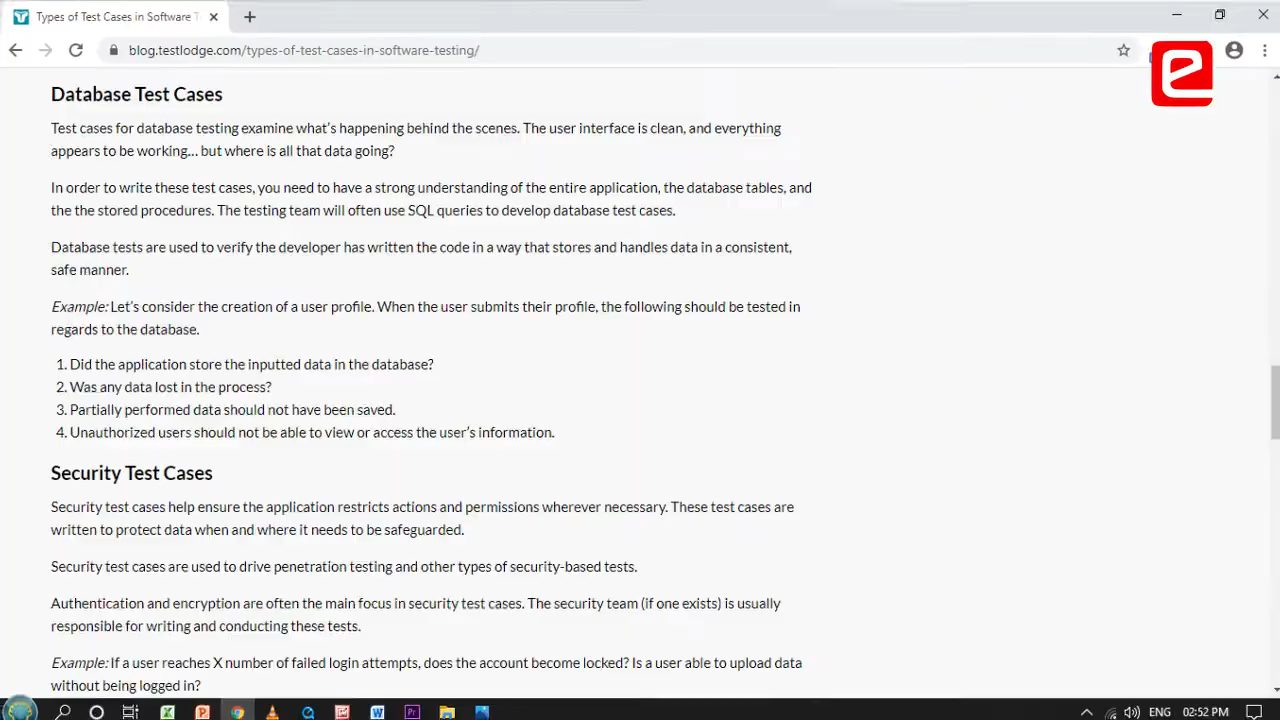 Types of Test Cases in Software T
blog.testlodge.com/types-of-test-cases-in-software-testing/
e
Database Test Cases
Test cases for database testing examine what's happening behind the scenes. The user interface is clean, and everything
appears to be working... but where is all that data going?
In order to write these test cases, you need to have a strong understanding of the entire application, the database tables, and
the the stored procedures. The testing team will often use SQL queries to develop database test cases.
Database tests are used to verify the developer has written the code in a way that stores and handles data in a consistent,
safe manner.
Example: Let's consider the creation of a user profile. When the user submits their profile, the following should be tested in
regards to the database.
1. Did the application store the inputted data in the database?
2. Was any data lost in the process?
3. Partially performed data should not have been saved.
4. Unauthorized users should not be able to view or access the user's information.
Security Test Cases
Security test cases help ensure the application restricts actions and permissions wherever necessary. These test cases are
written to protect data when and where it needs to be safeguarded.
Security test cases are used to drive penetration testing and other types of security-based tests.
Authentication and encryption are often the main focus in security test cases. The security team (if one exists) is usually
responsible for writing and conducting these tests.
Example: If a user reaches X number of failed login attempts, does the account become locked? Is a user able to upload data
without being logged in?
ENG 02:52 PM